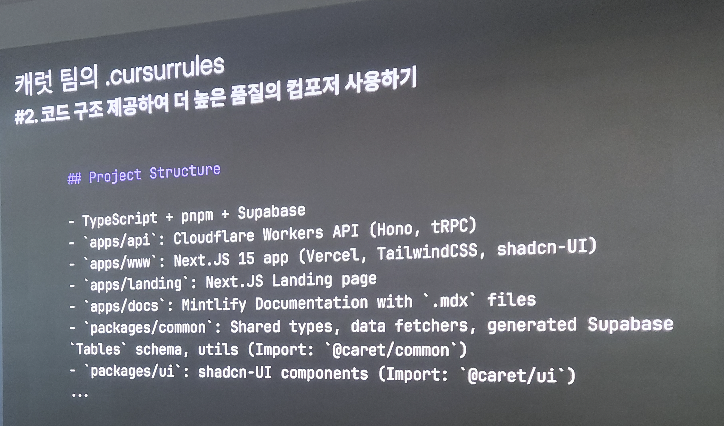 캐럿 팀의 .cursurrules
#2. 코드 구조 제공하여 더 높은 품질의 컴포저 사용하기
## Project Structure
- TypeScript + pnpm + Supabase
- `apps/api`: Cloudflare Workers API (Hono, tRPC)
- `apps/www`: Next.JS 15 app (Vercel, TailwindCSS, shadcn-UI)
- `apps/landing`: Next.JS Landing page
- `apps/docs`: Mintlify Documentation with `.mdx` files
- `packages/common`: Shared types, data fetchers, generated Supabase
`Tables` schema, utils (Import: `@caret/common`)
- `packages/ui`: shadcn-UI components (Import: `@caret/ui`)
...